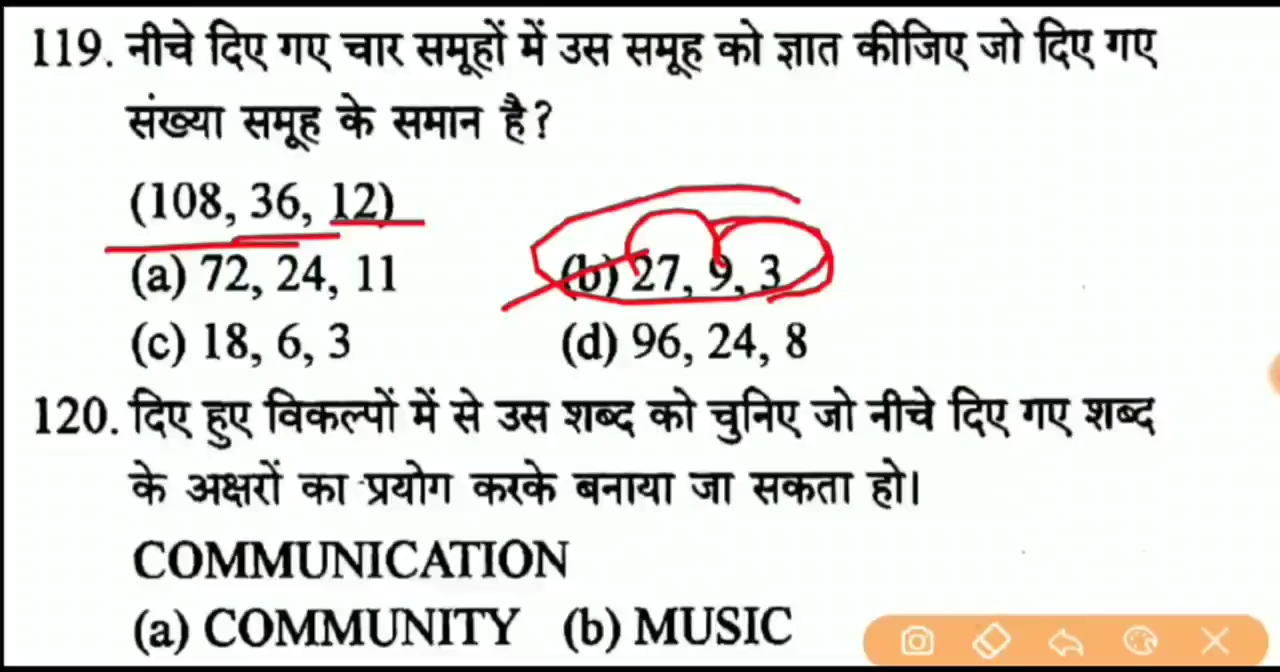 119. नीचे दिए गए चार समूहों में उस समूह को ज्ञात कीजिए जो दिए गए
संख्या समूह के समान है?
(108, 36, 12)
(a) 72, 24, 11 (b) 27, 9, 3
(c) 18, 6, 3 (d) 96, 24, 8
120. दिए हुए विकल्पों में से उस शब्द को चुनिए जो नीचे दिए गए शब्द
के अक्षरों का प्रयोग करके बनाया जा सकता हो।
COMMUNICATION
(a) COMMUNITY (b) MUSIC